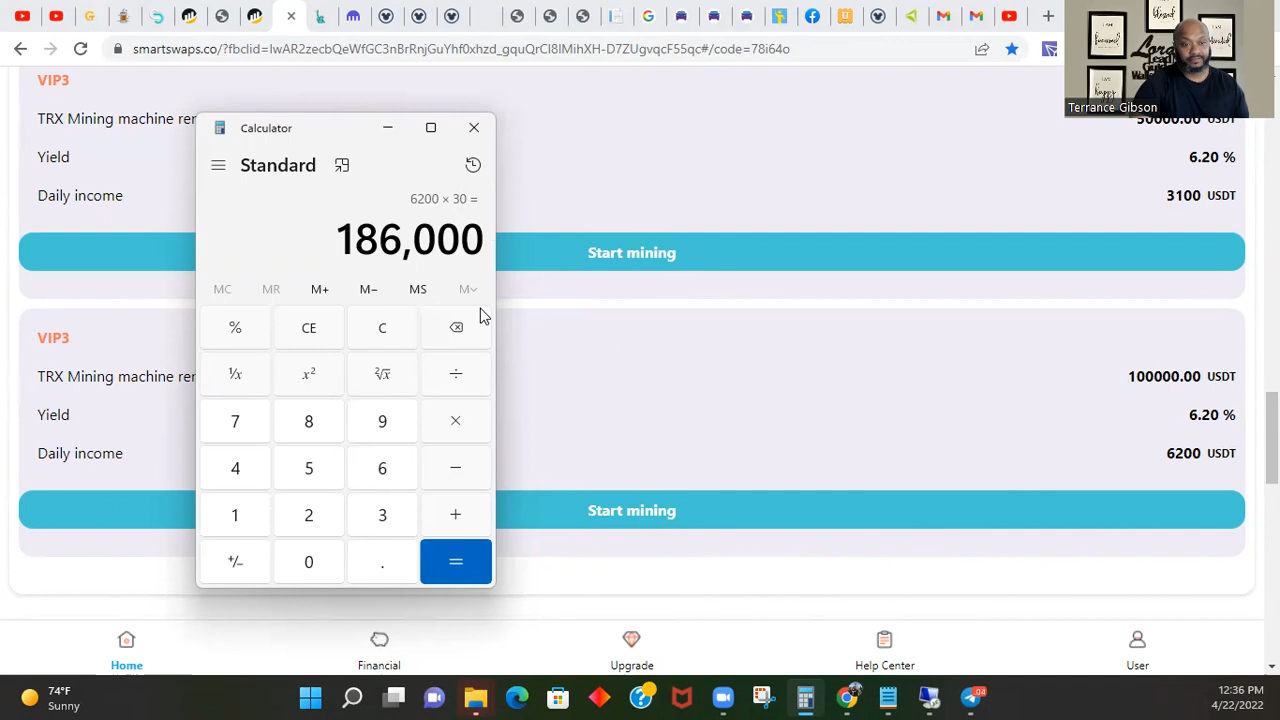 smartswaps.co/?fbclid=IwAR2zecbQeWfGC3nBrRnjGuYhf0xhzd_gquQrCl8lMihXH-D7ZUgvqcF55qc#/code=78i64o
Terrance Gibson
VIP3
TRX Mining machine ren
50000.00 USDT
Yield
6.20 %
Daily income
3100 USDT
Start mining
VIP3
TRX Mining machine ren
100000.00 USDT
Yield
6.20 %
Daily income
6200 USDT
Start mining
Calculator
Standard
6200 × 30 =
186,000
MC MR M+ M− MS M
% CE C
1/x x² ²√x ÷
7 8 9 ×
4 5 6 −
1 2 3 +
+/− 0 . =
Home Financial Upgrade Help Center User
74°F
Sunny
04
12:36 PM
4/22/2022